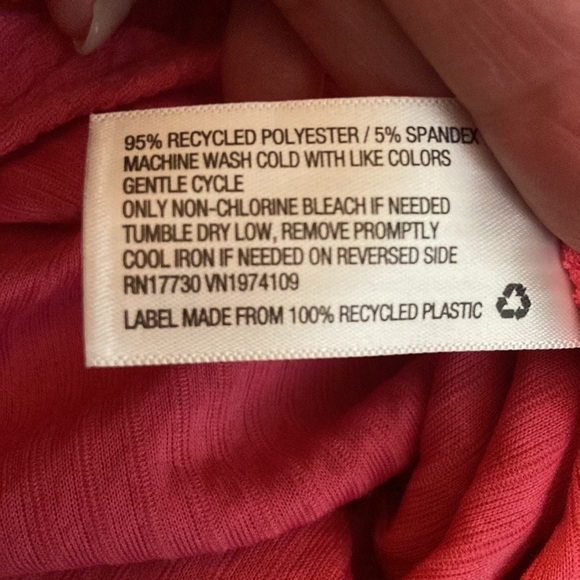 95% RECYCLED POLYESTER / 5% SPANDEX
MACHINE WASH COLD WITH LIKE COLORS
GENTLE CYCLE
ONLY NON-CHLORINE BLEACH IF NEEDED
TUMBLE DRY LOW, REMOVE PROMPTLY
COOL IRON IF NEEDED ON REVERSED SIDE
RN17730 VN1974109
LABEL MADE FROM 100% RECYCLED PLASTIC